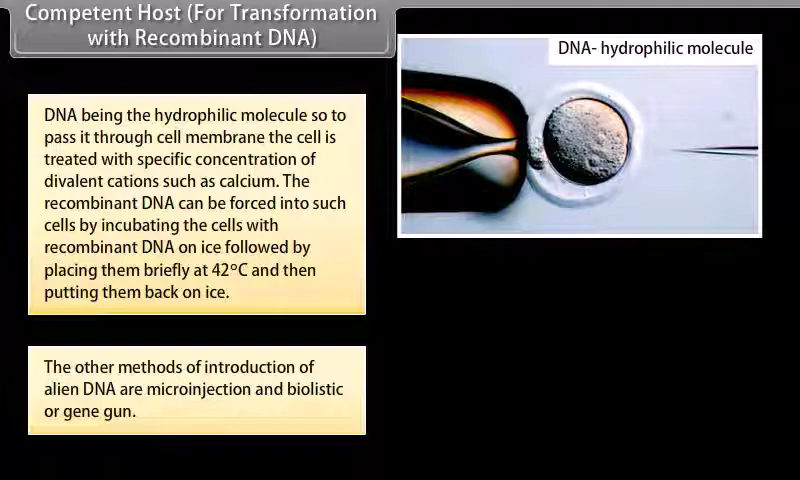 Competent Host (For Transformation
with Recombinant DNA)
DNA- hydrophilic molecule
DNA being the hydrophilic molecule so to
pass it through cell membrane the cell is
treated with specific concentration of
divalent cations such as calcium. The
recombinant DNA can be forced into such
cells by incubating the cells with
recombinant DNA on ice followed by
placing them briefly at 42ºC and then
putting them back on ice.
The other methods of introduction of
alien DNA are microinjection and biolistic
or gene gun.